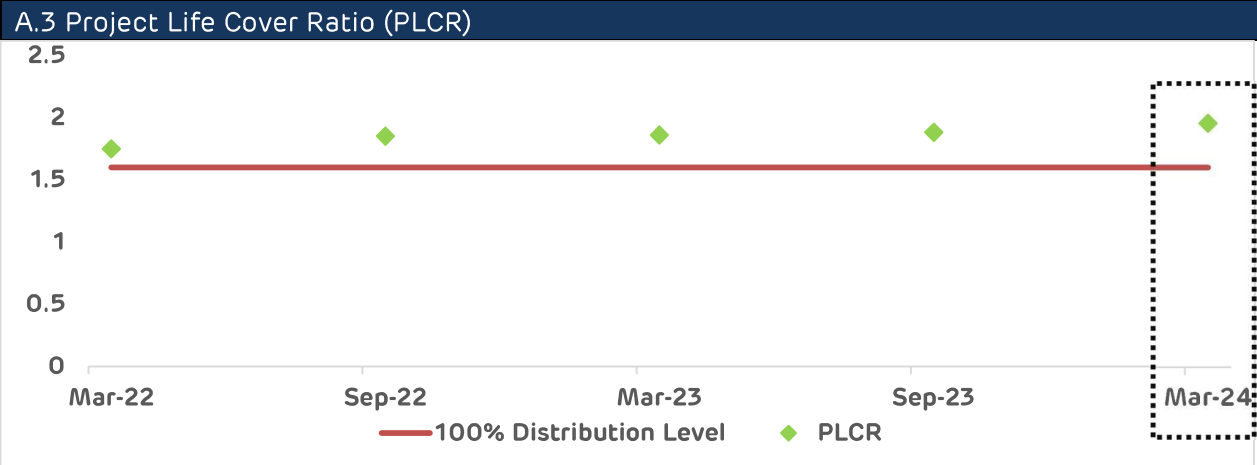 A.3 Project Life Cover Ratio (PLCR)
2.5
2
1.5
1
0.5
0
Mar-22 Sep-22 Mar-23 Sep-23 Mar-24
100% Distribution Level PLCR